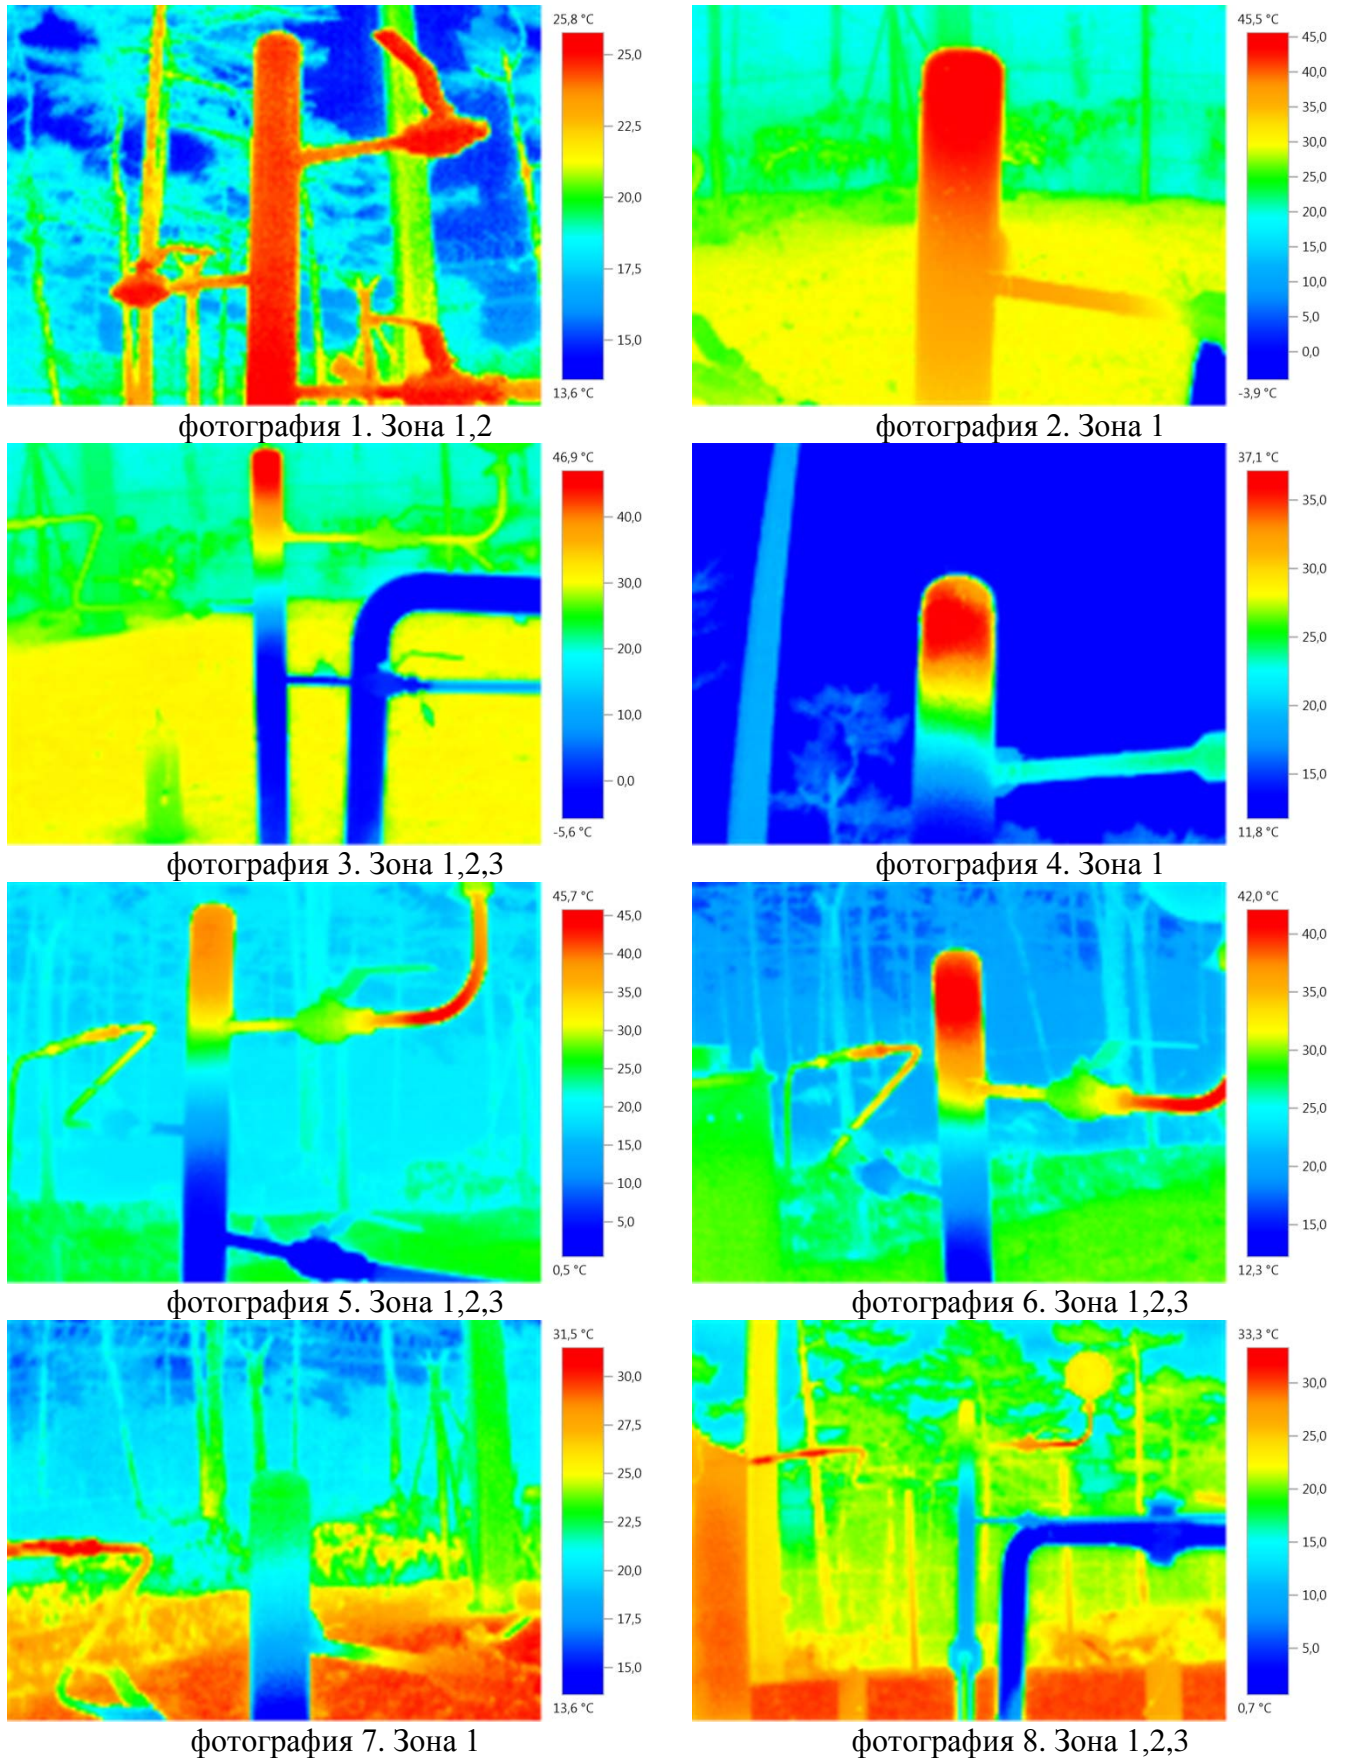 25,8 °C
25,0
22,5
20,0
17,5
15,0
13,6 °C
45,5 °C
45,0
40,0
35,0
30,0
25,0
20,0
15,0
10,0
5,0
0,0
-3,9 °C
фотография 1. Зона 1,2
фотография 2. Зона 1
46,9 °C
40,0
30,0
20,0
10,0
0,0
-5,6 °C
37,1 °C
35,0
30,0
25,0
20,0
15,0
11,8 °C
фотография 3. Зона 1,2,3
фотография 4. Зона 1
45,7 °C
45,0
40,0
35,0
30,0
25,0
20,0
15,0
10,0
5,0
0,5 °C
42,0 °C
40,0
35,0
30,0
25,0
20,0
15,0
12,3 °C
фотография 5. Зона 1,2,3
фотография 6. Зона 1,2,3
31,5 °C
30,0
27,5
25,0
22,5
20,0
17,5
15,0
13,6 °C
33,3 °C
30,0
25,0
20,0
15,0
10,0
5,0
0,7 °C
фотография 7. Зона 1
фотография 8. Зона 1,2,3